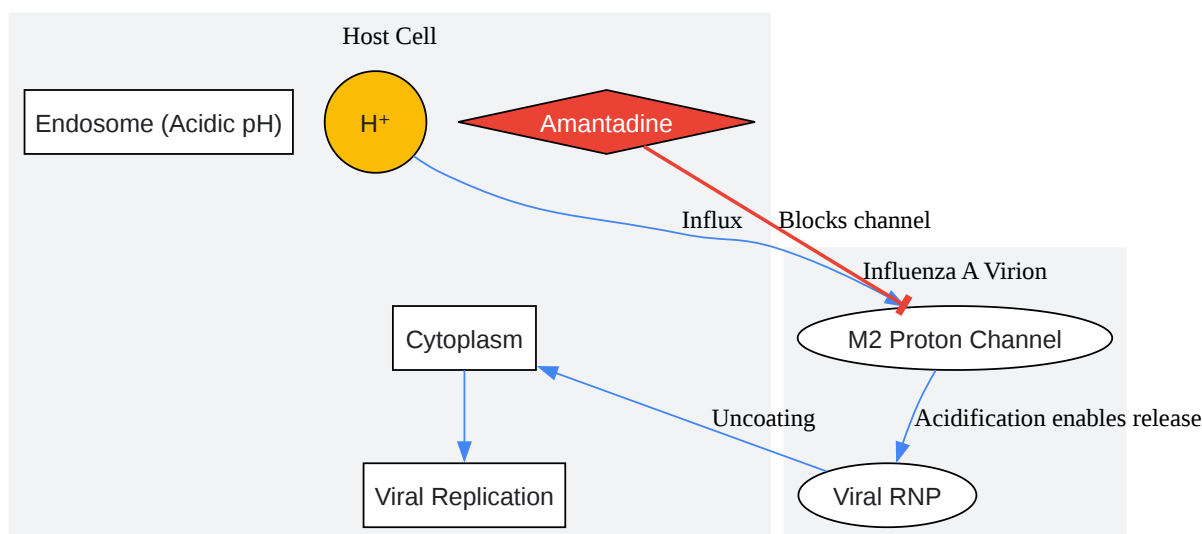 Host Cell
Endosome (Acidic pH)
H⁺
Amantadine
Influx
Blocks channel
Influenza A Virion
Cytoplasm
M2 Proton Channel
Uncoating
Acidification enables release
Viral Replication
Viral RNP